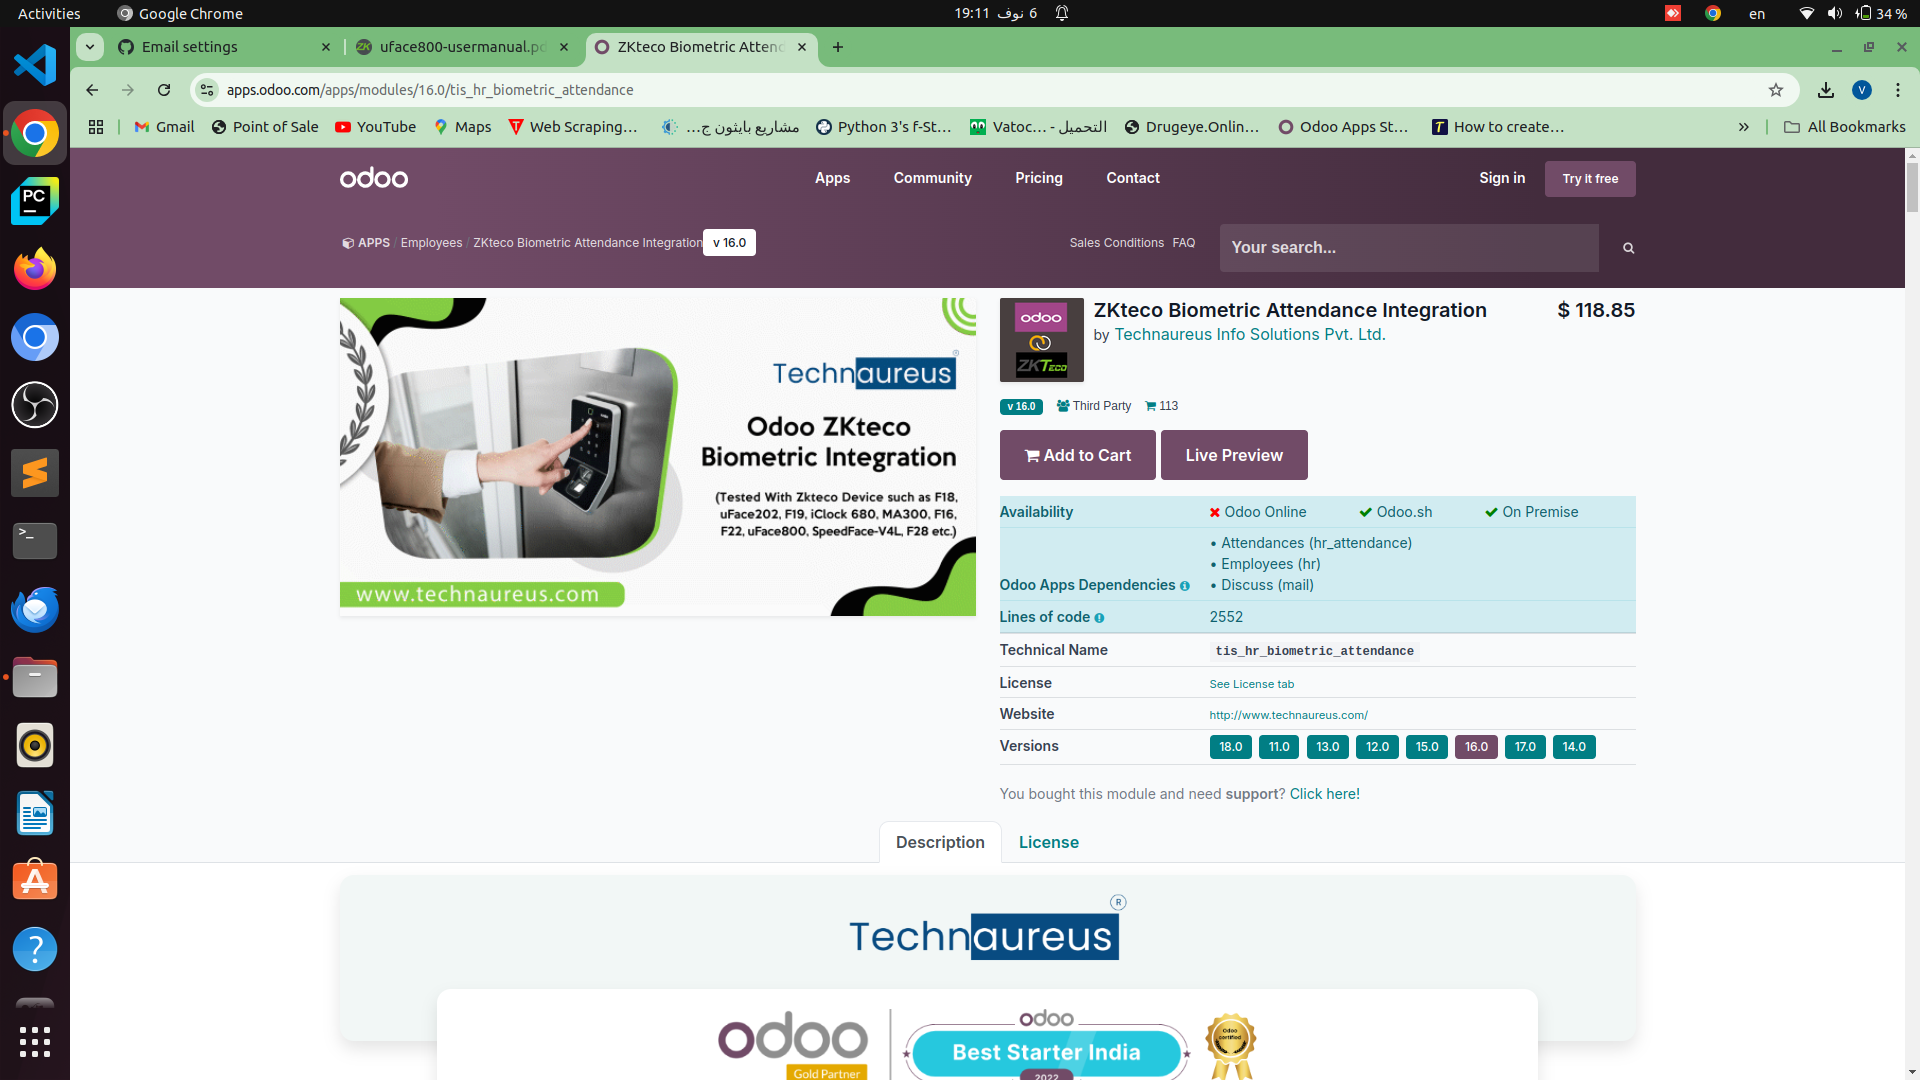 Activities
Google Chrome
6 نوف 19:11
en
34 %
Email settings
uface800-usermanual.pd
ZKteco Biometric Attend
apps.odoo.com/apps/modules/16.0/tis_hr_biometric_attendance
V
Gmail
Point of Sale
YouTube
Maps
Web Scraping...
مشاريع بايثون ج...
Python 3's f-St...
Vatoc... - التحميل
Drugeye.Onlin...
Odoo Apps St...
How to create...
All Bookmarks
odoo
Apps
Community
Pricing
Contact
Sign in
Try it free
APPS / Employees / ZKteco Biometric Attendance Integration
v 16.0
Sales Conditions
FAQ
Your search...
Technaureus
Odoo ZKteco
Biometric Integration
(Tested With Zkteco Device such as F18,
uFace202, F19, iClock 680, MA300, F16,
F22, uFace800, SpeedFace-V4L, F28 etc.)
www.technaureus.com
odoo
ZKTeco
ZKteco Biometric Attendance Integration
$ 118.85
by Technaureus Info Solutions Pvt. Ltd.
v 16.0
Third Party
113
Add to Cart
Live Preview
Availability
Odoo Online
Odoo.sh
On Premise
Odoo Apps Dependencies
• Attendances (hr_attendance)
• Employees (hr)
• Discuss (mail)
Lines of code
2552
Technical Name
tis_hr_biometric_attendance
License
See License tab
Website
http://www.technaureus.com/
Versions
18.0 11.0 13.0 12.0 15.0 16.0 17.0 14.0
You bought this module and need support? Click here!
Description
License
Technaureus
odoo
Gold Partner
odoo
Best Starter India
2022
Odoo
certified
PC
ZK